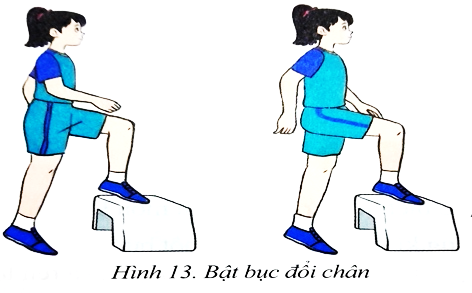 Hình 13. Bật bục đổi chân